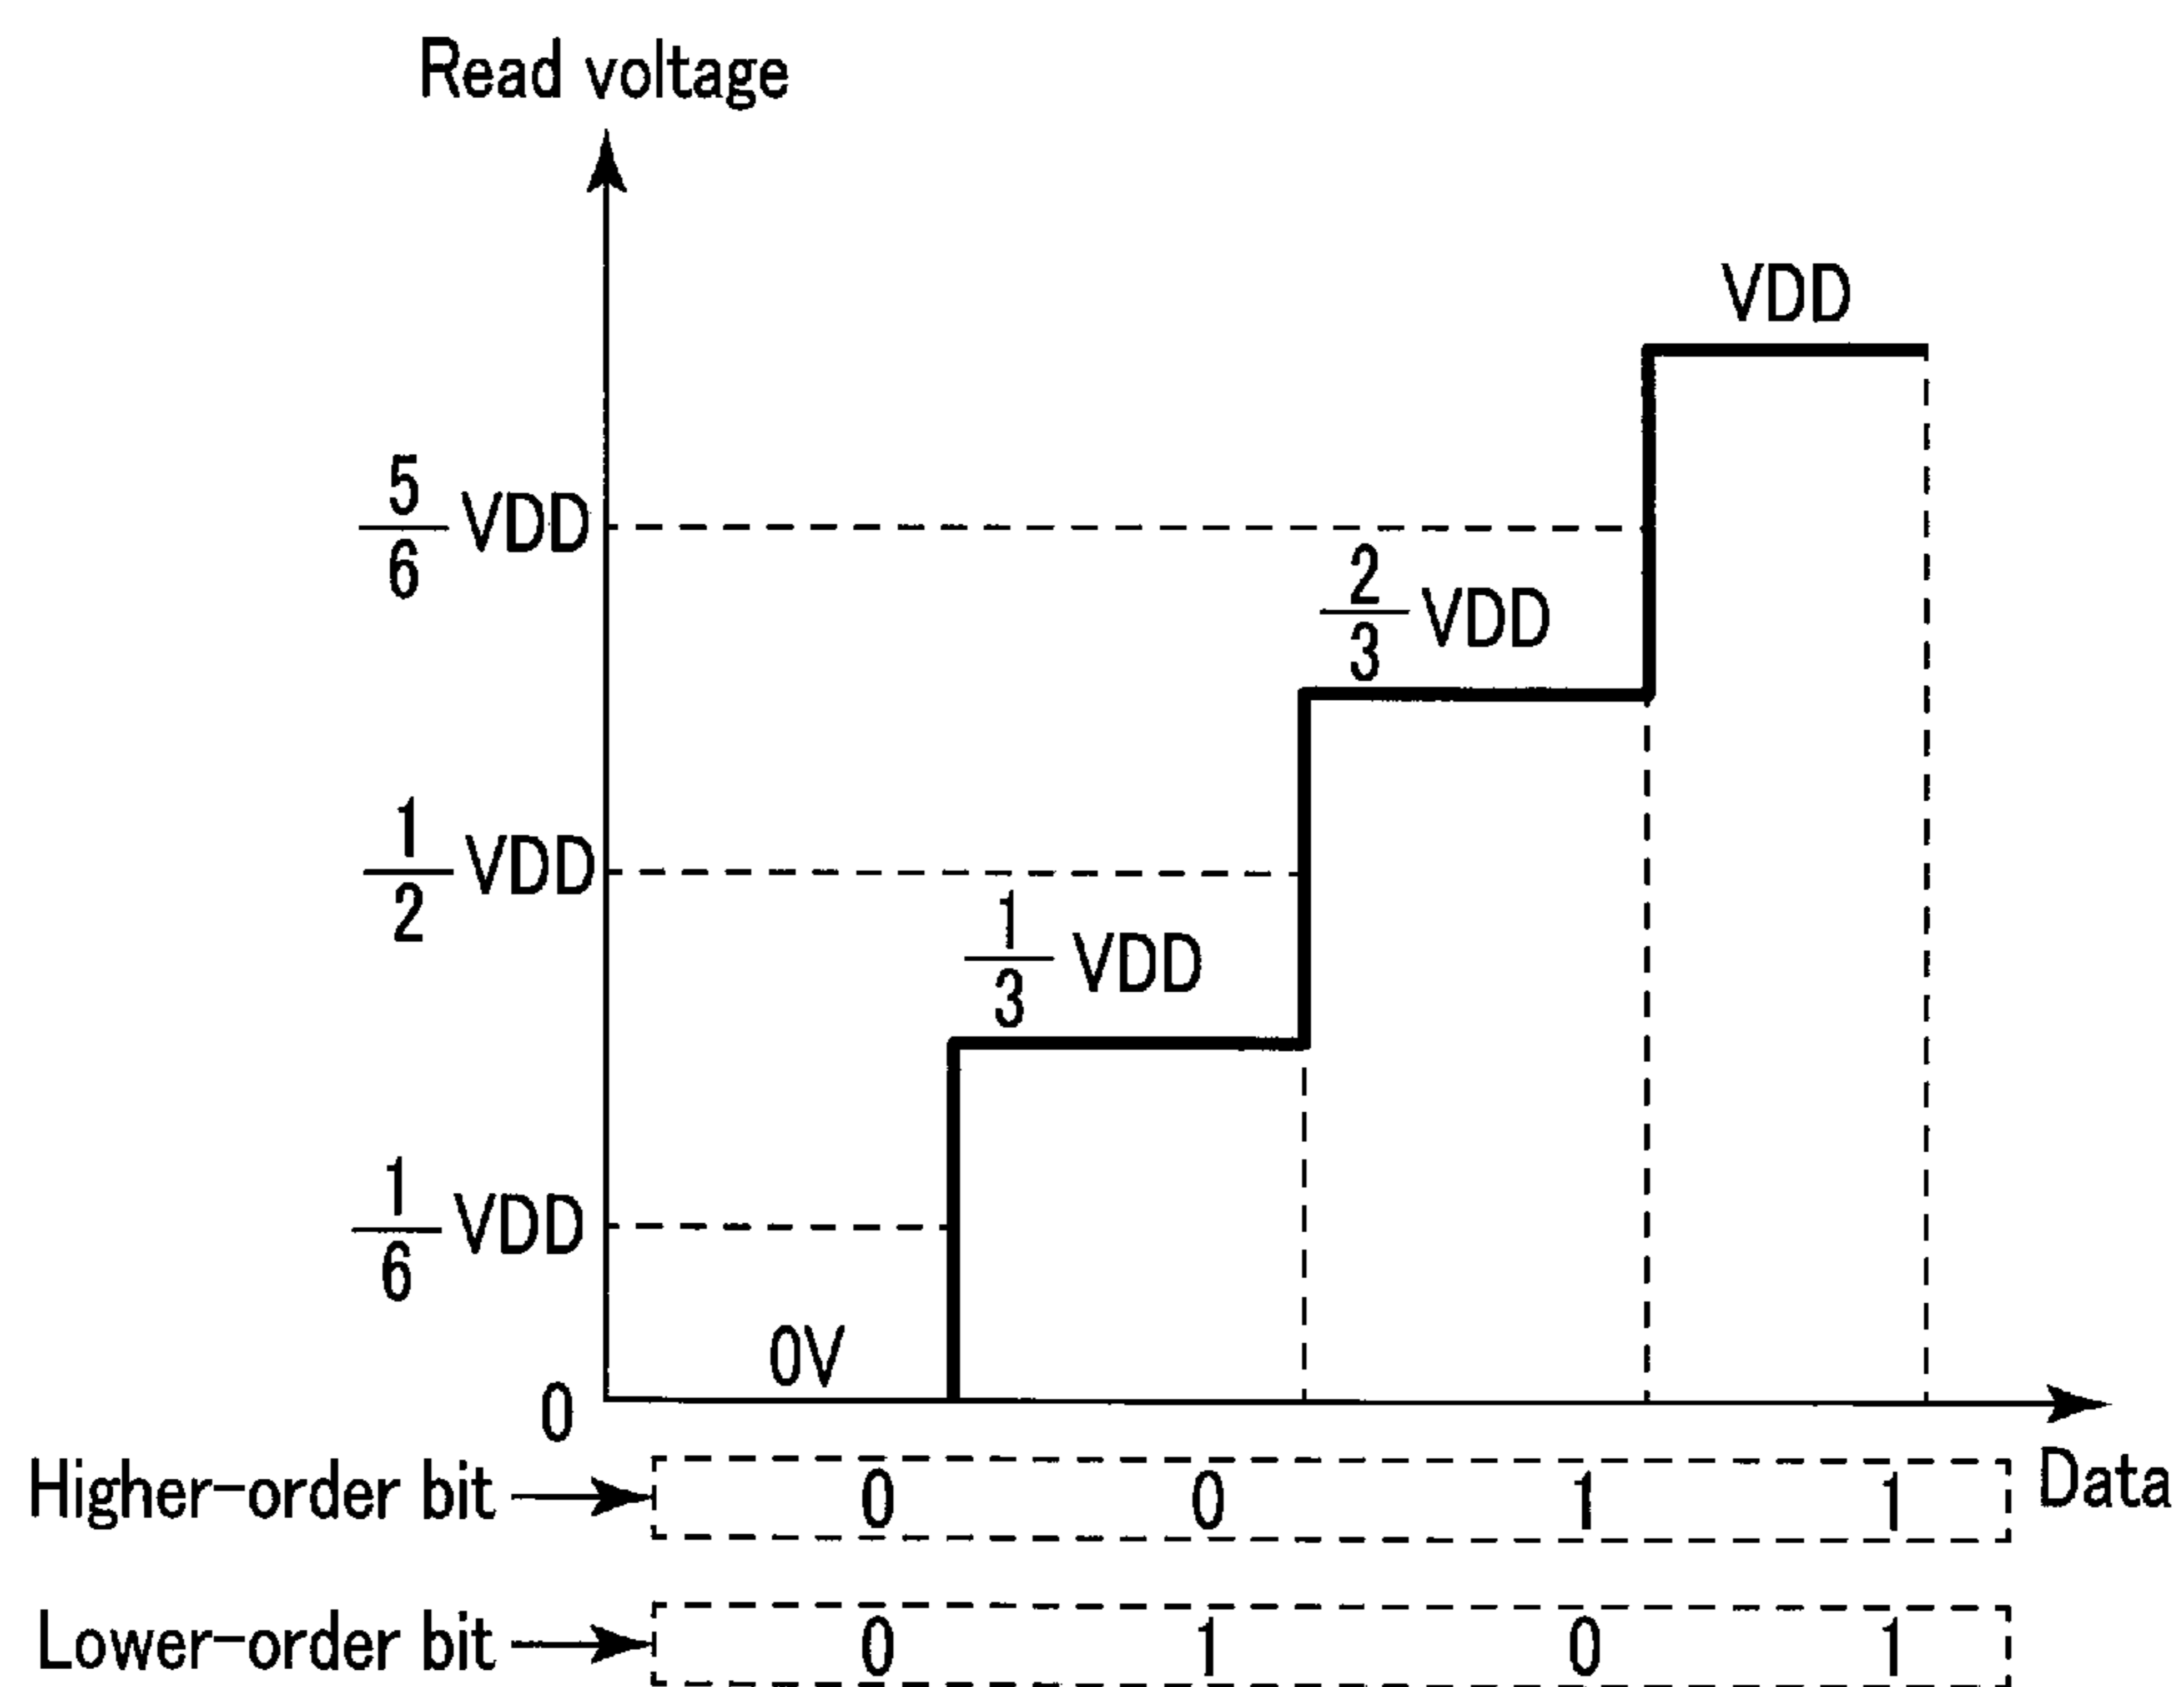 Read voltage
VDD
5/6 VDD
2/3 VDD
1/2 VDD
1/3 VDD
1/6 VDD
0V
0
Data
Higher-order bit 0 0 1 1
Lower-order bit 0 1 0 1